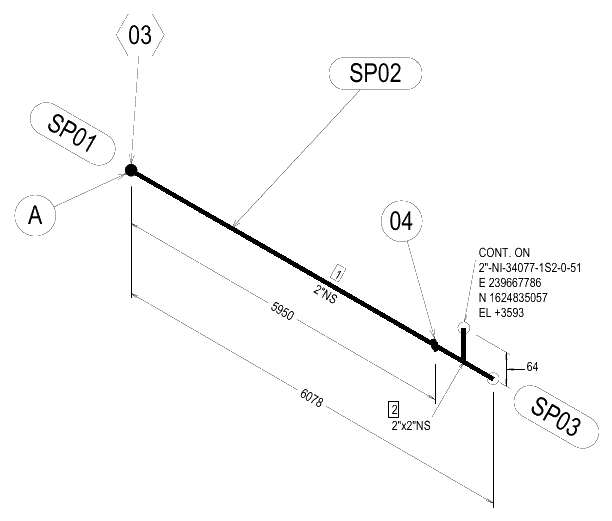 03
SP02
SP01
A
04
CONT. ON
2"-NI-34077-1S2-0-51
E 239667786
N 1624835057
EL +3593
1
2"NS
5950
64
6078
2
2"x2"NS
SP03